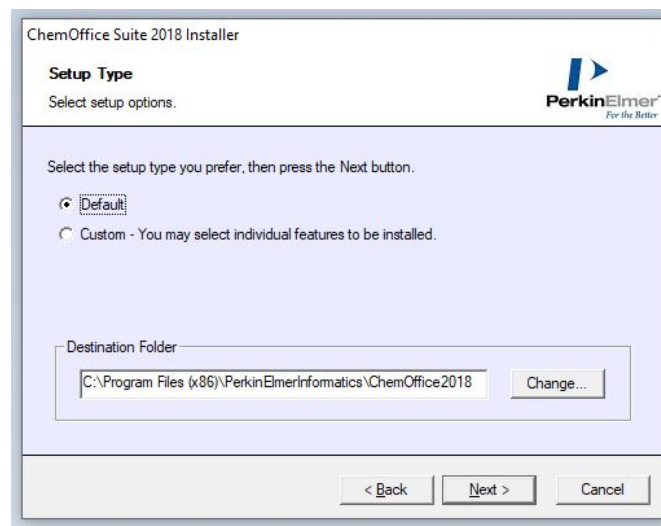 ChemOffice Suite 2018 Installer
Setup Type
Select setup options.
PerkinElmer
For the Better
Select the setup type you prefer, then press the Next button.
Default
Custom - You may select individual features to be installed.
Destination Folder
C:\Program Files (x86)\PerkinElmerInformatics\ChemOffice2018
Change...
< Back
Next >
Cancel